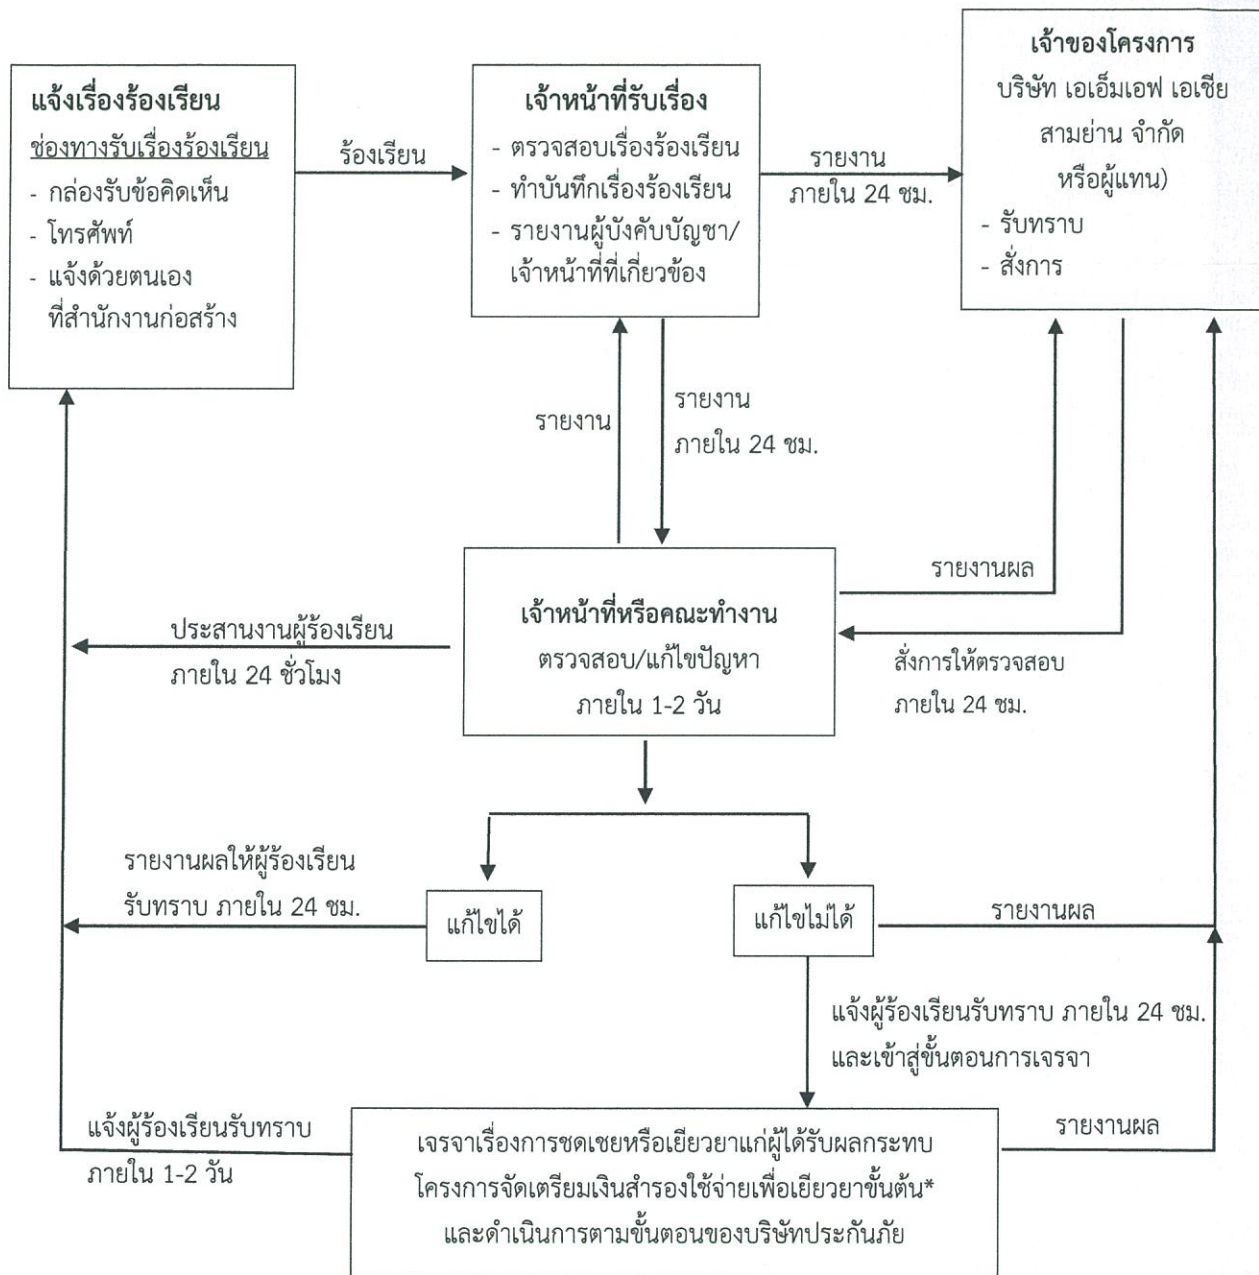 แจ้งเรื่องร้องเรียน
ช่องทางรับเรื่องร้องเรียน
- กล่องรับข้อคิดเห็น
- โทรศัพท์
- แจ้งด้วยตนเอง
ที่สำนักงานก่อสร้าง
ร้องเรียน
เจ้าหน้าที่รับเรื่อง
- ตรวจสอบเรื่องร้องเรียน
- ทำบันทึกเรื่องร้องเรียน
- รายงานผู้บังคับบัญชา/
เจ้าหน้าที่ที่เกี่ยวข้อง
รายงาน
ภายใน 24 ชม.
เจ้าของโครงการ
บริษัท เอเอ็มเอฟ เอเชีย
สามย่าน จำกัด
หรือผู้แทน)
- รับทราบ
- สั่งการ
รายงาน
รายงาน
ภายใน 24 ชม.
เจ้าหน้าที่หรือคณะทำงาน
ตรวจสอบ/แก้ไขปัญหา
ภายใน 1-2 วัน
รายงานผล
สั่งการให้ตรวจสอบ
ภายใน 24 ชม.
ประสานงานผู้ร้องเรียน
ภายใน 24 ชั่วโมง
รายงานผลให้ผู้ร้องเรียน
รับทราบ ภายใน 24 ชม.
แก้ไขได้
แก้ไขไม่ได้
รายงานผล
แจ้งผู้ร้องเรียนรับทราบ ภายใน 24 ชม.
และเข้าสู่ขั้นตอนการเจรจา
แจ้งผู้ร้องเรียนรับทราบ
ภายใน 1-2 วัน
เจรจาเรื่องการชดเชยหรือเยียวยาแก่ผู้ได้รับผลกระทบ
โครงการจัดเตรียมเงินสำรองใช้จ่ายเพื่อเยียวยาขั้นต้น*
และดำเนินการตามขั้นตอนของบริษัทประกันภัย
รายงานผล